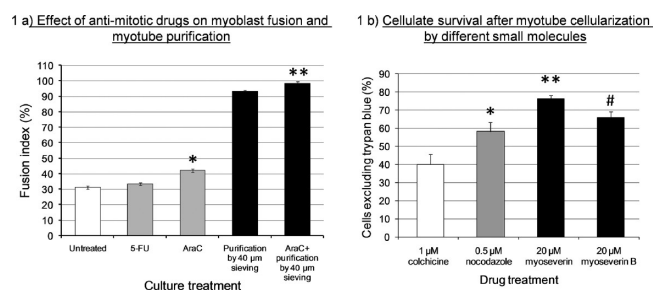 1 a) Effect of anti-mitotic drugs on myoblast fusion and
myotube purification
110
100
90
80
70
60
50
40
30
20
10
0
Fusion index (%)
*
**
Untreated
5-FU
AraC
Purification
by 40 µm
sieving
AraC+
purification
by 40 µm
sieving
Culture treatment
1 b) Cellulate survival after myotube cellularization
by different small molecules
90
80
70
60
50
40
30
20
10
0
Cells excluding trypan blue (%)
*
**
#
1 µM
colchicine
0.5 µM
nocodazole
20 µM
myoseverin
20 µM
myoseverin B
Drug treatment